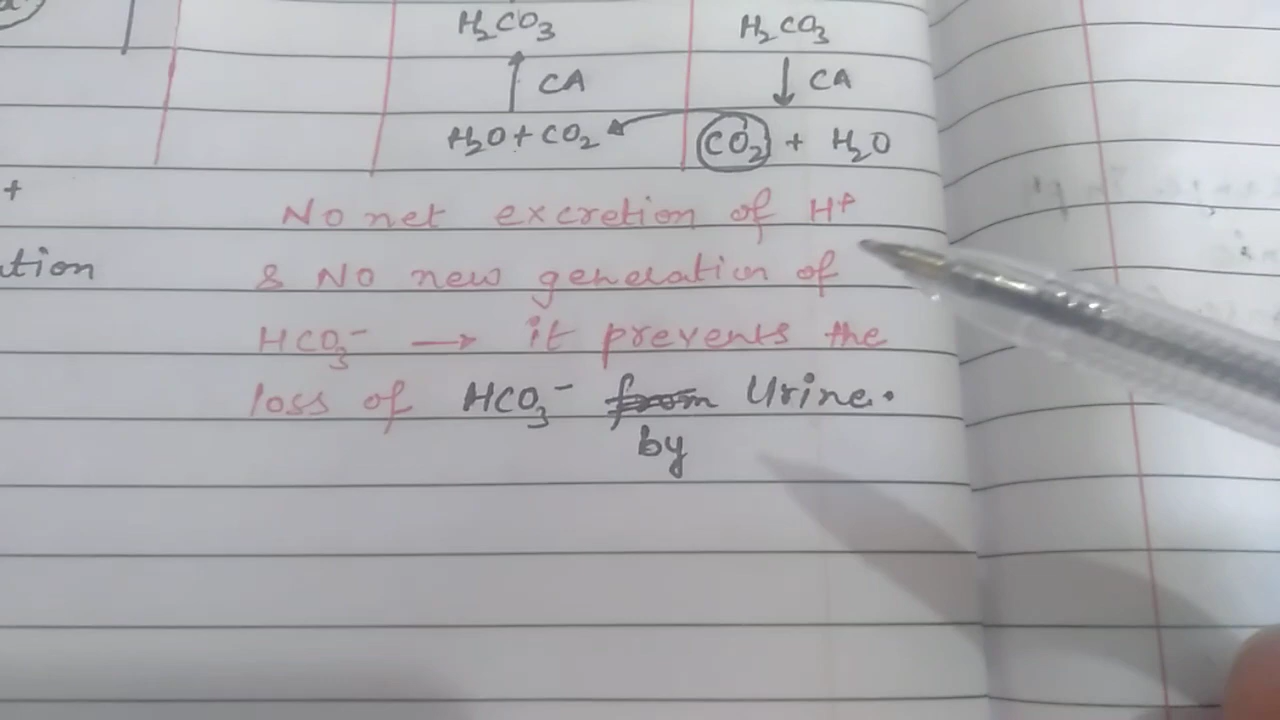 H₂CO₃ H₂CO₃
CA CA
H₂O + CO₂ CO₂ + H₂O
+
No net excretion of H⁺
tion & No new generation of
HCO₃⁻ → it prevents the
loss of HCO₃⁻ from Urine.
by